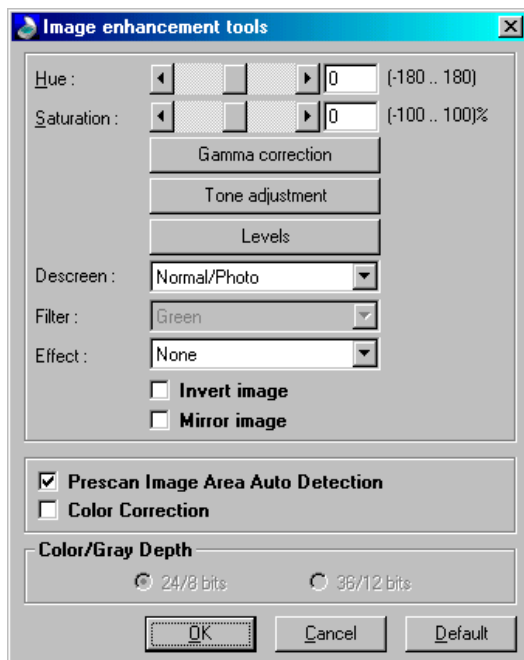 Image enhancement tools
Hue : 0 (-180 .. 180)
Saturation : 0 (-100 .. 100)%
Gamma correction
Tone adjustment
Levels
Descreen : Normal/Photo
Filter : Green
Effect : None
Invert image
Mirror image
Prescan Image Area Auto Detection
Color Correction
Color/Gray Depth
24/8 bits 36/12 bits
OK Cancel Default